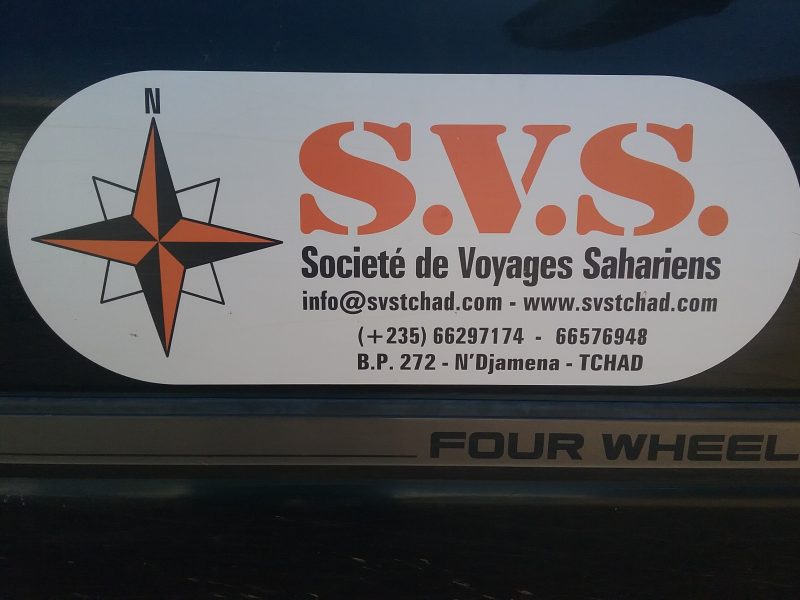 N
S.V.S.
Societé de Voyages Sahariens
info@svstchad.com - www.svstchad.com
(+235) 66297174 - 66576948
B.P. 272 - N'Djamena - TCHAD
FOUR WHEEL